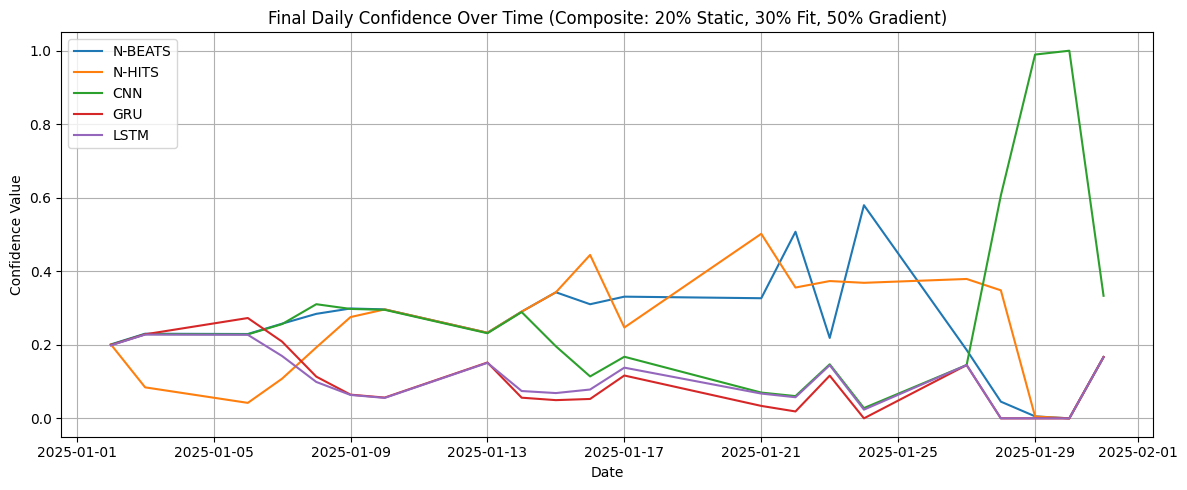 Final Daily Confidence Over Time (Composite: 20% Static, 30% Fit, 50% Gradient)
N-BEATS
N-HITS
CNN
GRU
LSTM
Confidence Value
1.0
0.8
0.6
0.4
0.2
0.0
2025-01-01 2025-01-05 2025-01-09 2025-01-13 2025-01-17 2025-01-21 2025-01-25 2025-01-29 2025-02-01
Date